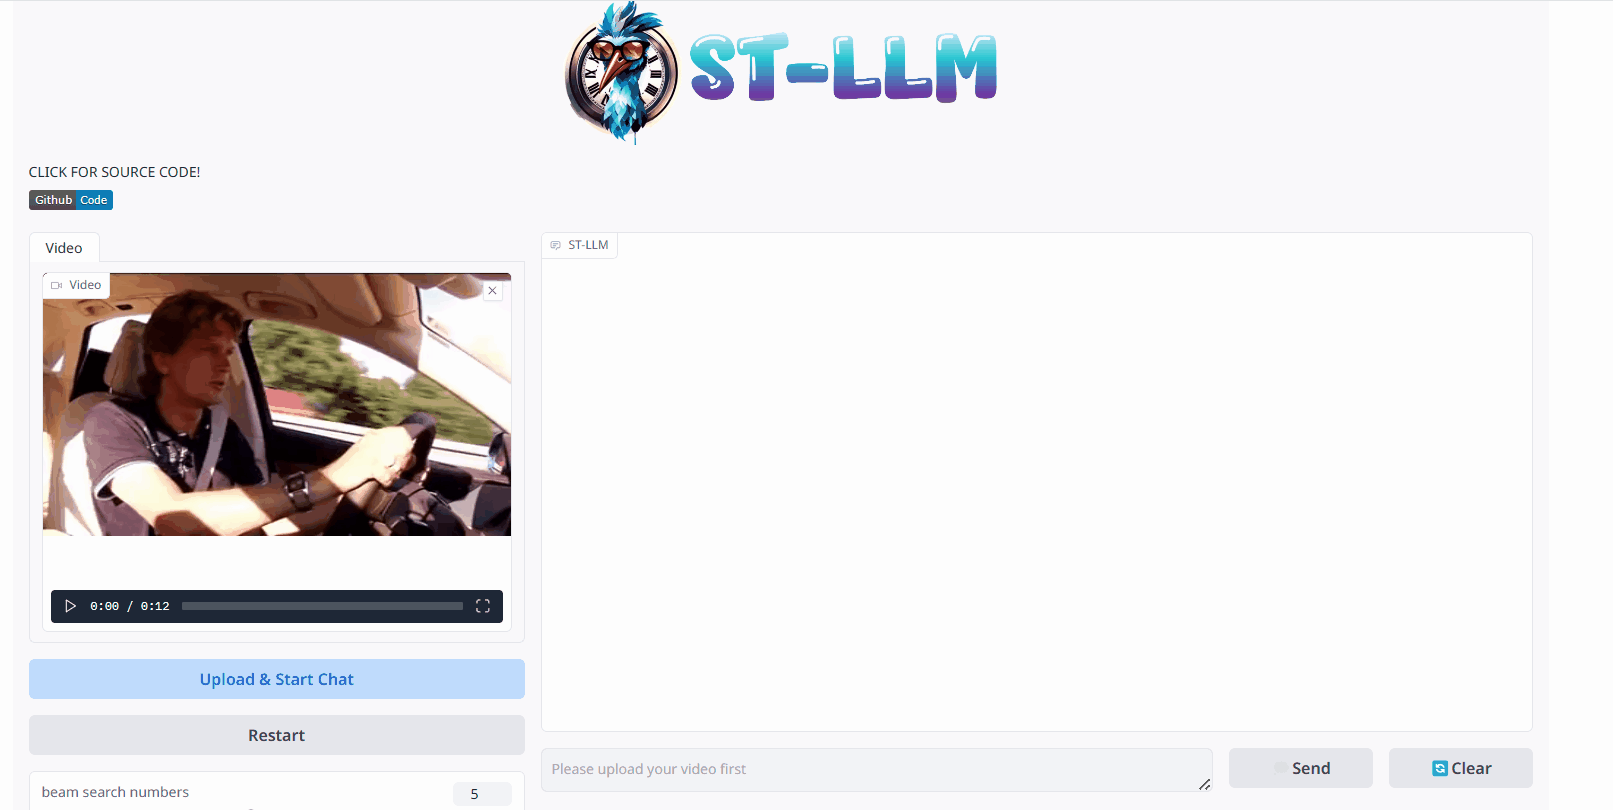 ST-LLM
CLICK FOR SOURCE CODE!
Github Code
Video
Video
0:00 / 0:12
Upload & Start Chat
Restart
beam search numbers
5
ST-LLM
Please upload your video first
Send
Clear